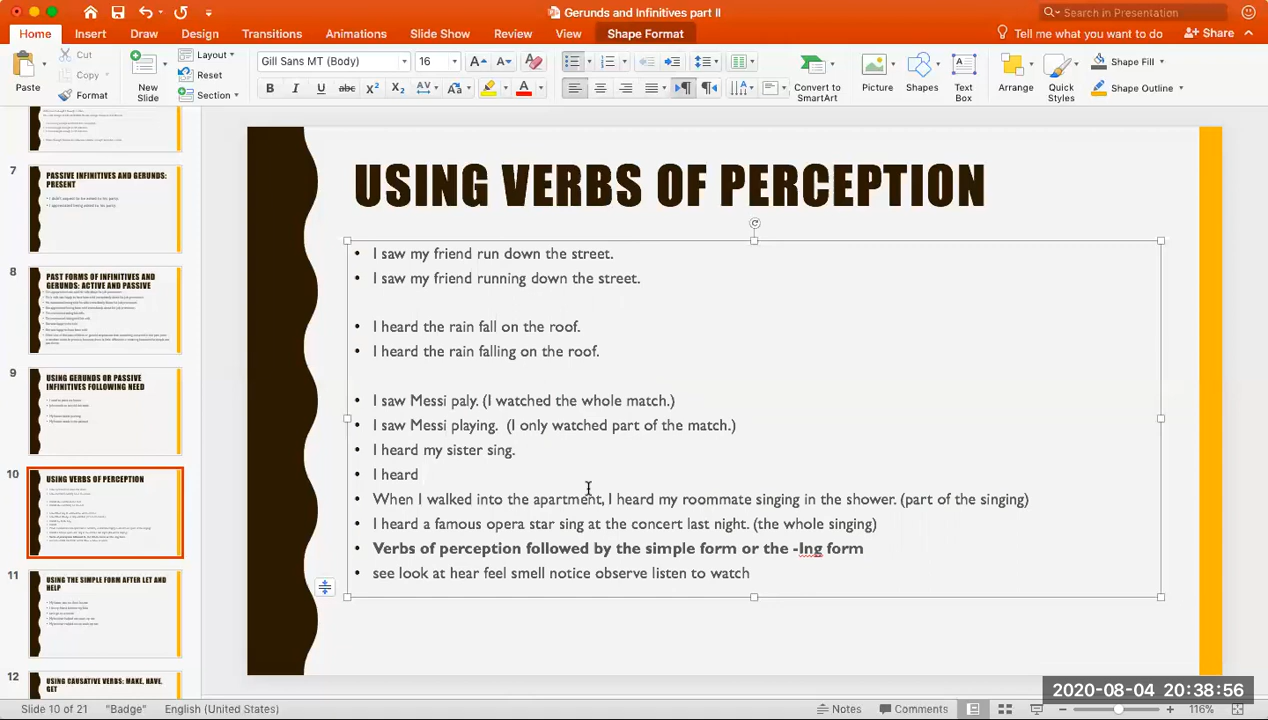 Gerunds and Infinitives part II
Search in Presentation
Home Insert Draw Design Transitions Animations Slide Show Review View Shape Format Tell me what you want to do Share
Paste Cut Copy Format New Slide Layout Reset Section
Gill Sans MT (Body) 16
Convert to SmartArt Picture Shapes Text Box Arrange Quick Styles Shape Fill Shape Outline
7
PASSIVE INFINITIVES AND GERUNDS: PRESENT
8
PAST FORMS OF INFINITIVES AND GERUNDS: ACTIVE AND PASSIVE
9
USING GERUNDS OR PASSIVE INFINITIVES FOLLOWING NEED
10
USING VERBS OF PERCEPTION
11
USING THE SIMPLE FORM AFTER LET AND HELP
12
USING CAUSATIVE VERBS: MAKE, HAVE, GET
USING VERBS OF PERCEPTION
• I saw my friend run down the street.
• I saw my friend running down the street.
• I heard the rain fall on the roof.
• I heard the rain falling on the roof.
• I saw Messi paly. (I watched the whole match.)
• I saw Messi playing. (I only watched part of the match.)
• I heard my sister sing.
• I heard
• When I walked into the apartment, I heard my roommate singing in the shower. (part of the singing)
• I heard a famous opera star sing at the concert last night. (the whole singing)
• Verbs of perception followed by the simple form or the -Ing form
• see look at hear feel smell notice observe listen to watch
2020-08-04 20:38:56
Slide 10 of 21 "Badge" English (United States) Notes Comments 116%